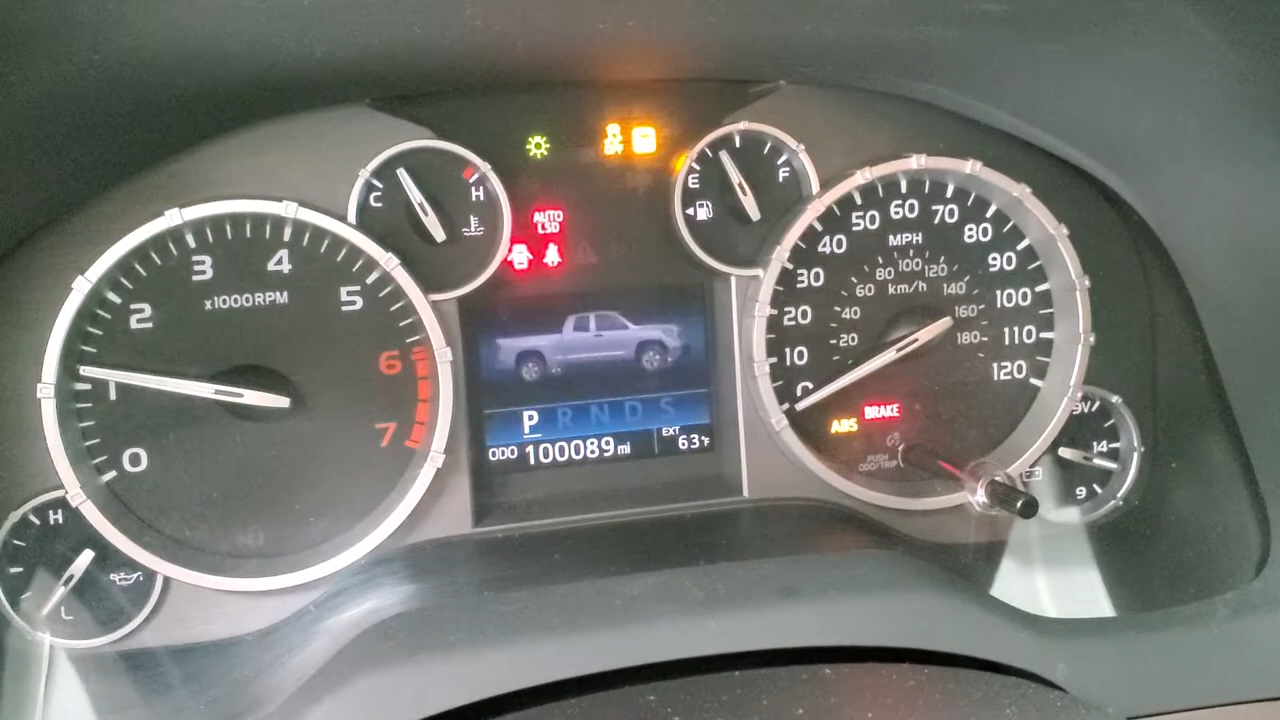 AUTO
LSD
C
H
E
F
0
1
2
3
4
5
6
7
x1000RPM
H
L
P R N D S
ODO 100089 mi
EXT
63°F
0
10
20
30
40
50
60
70
80
90
100
110
120
MPH
20
40
60
80
100
120
140
160
180
km/h
ABS
BRAKE
PUSH
ODO/TRIP
V
14
9